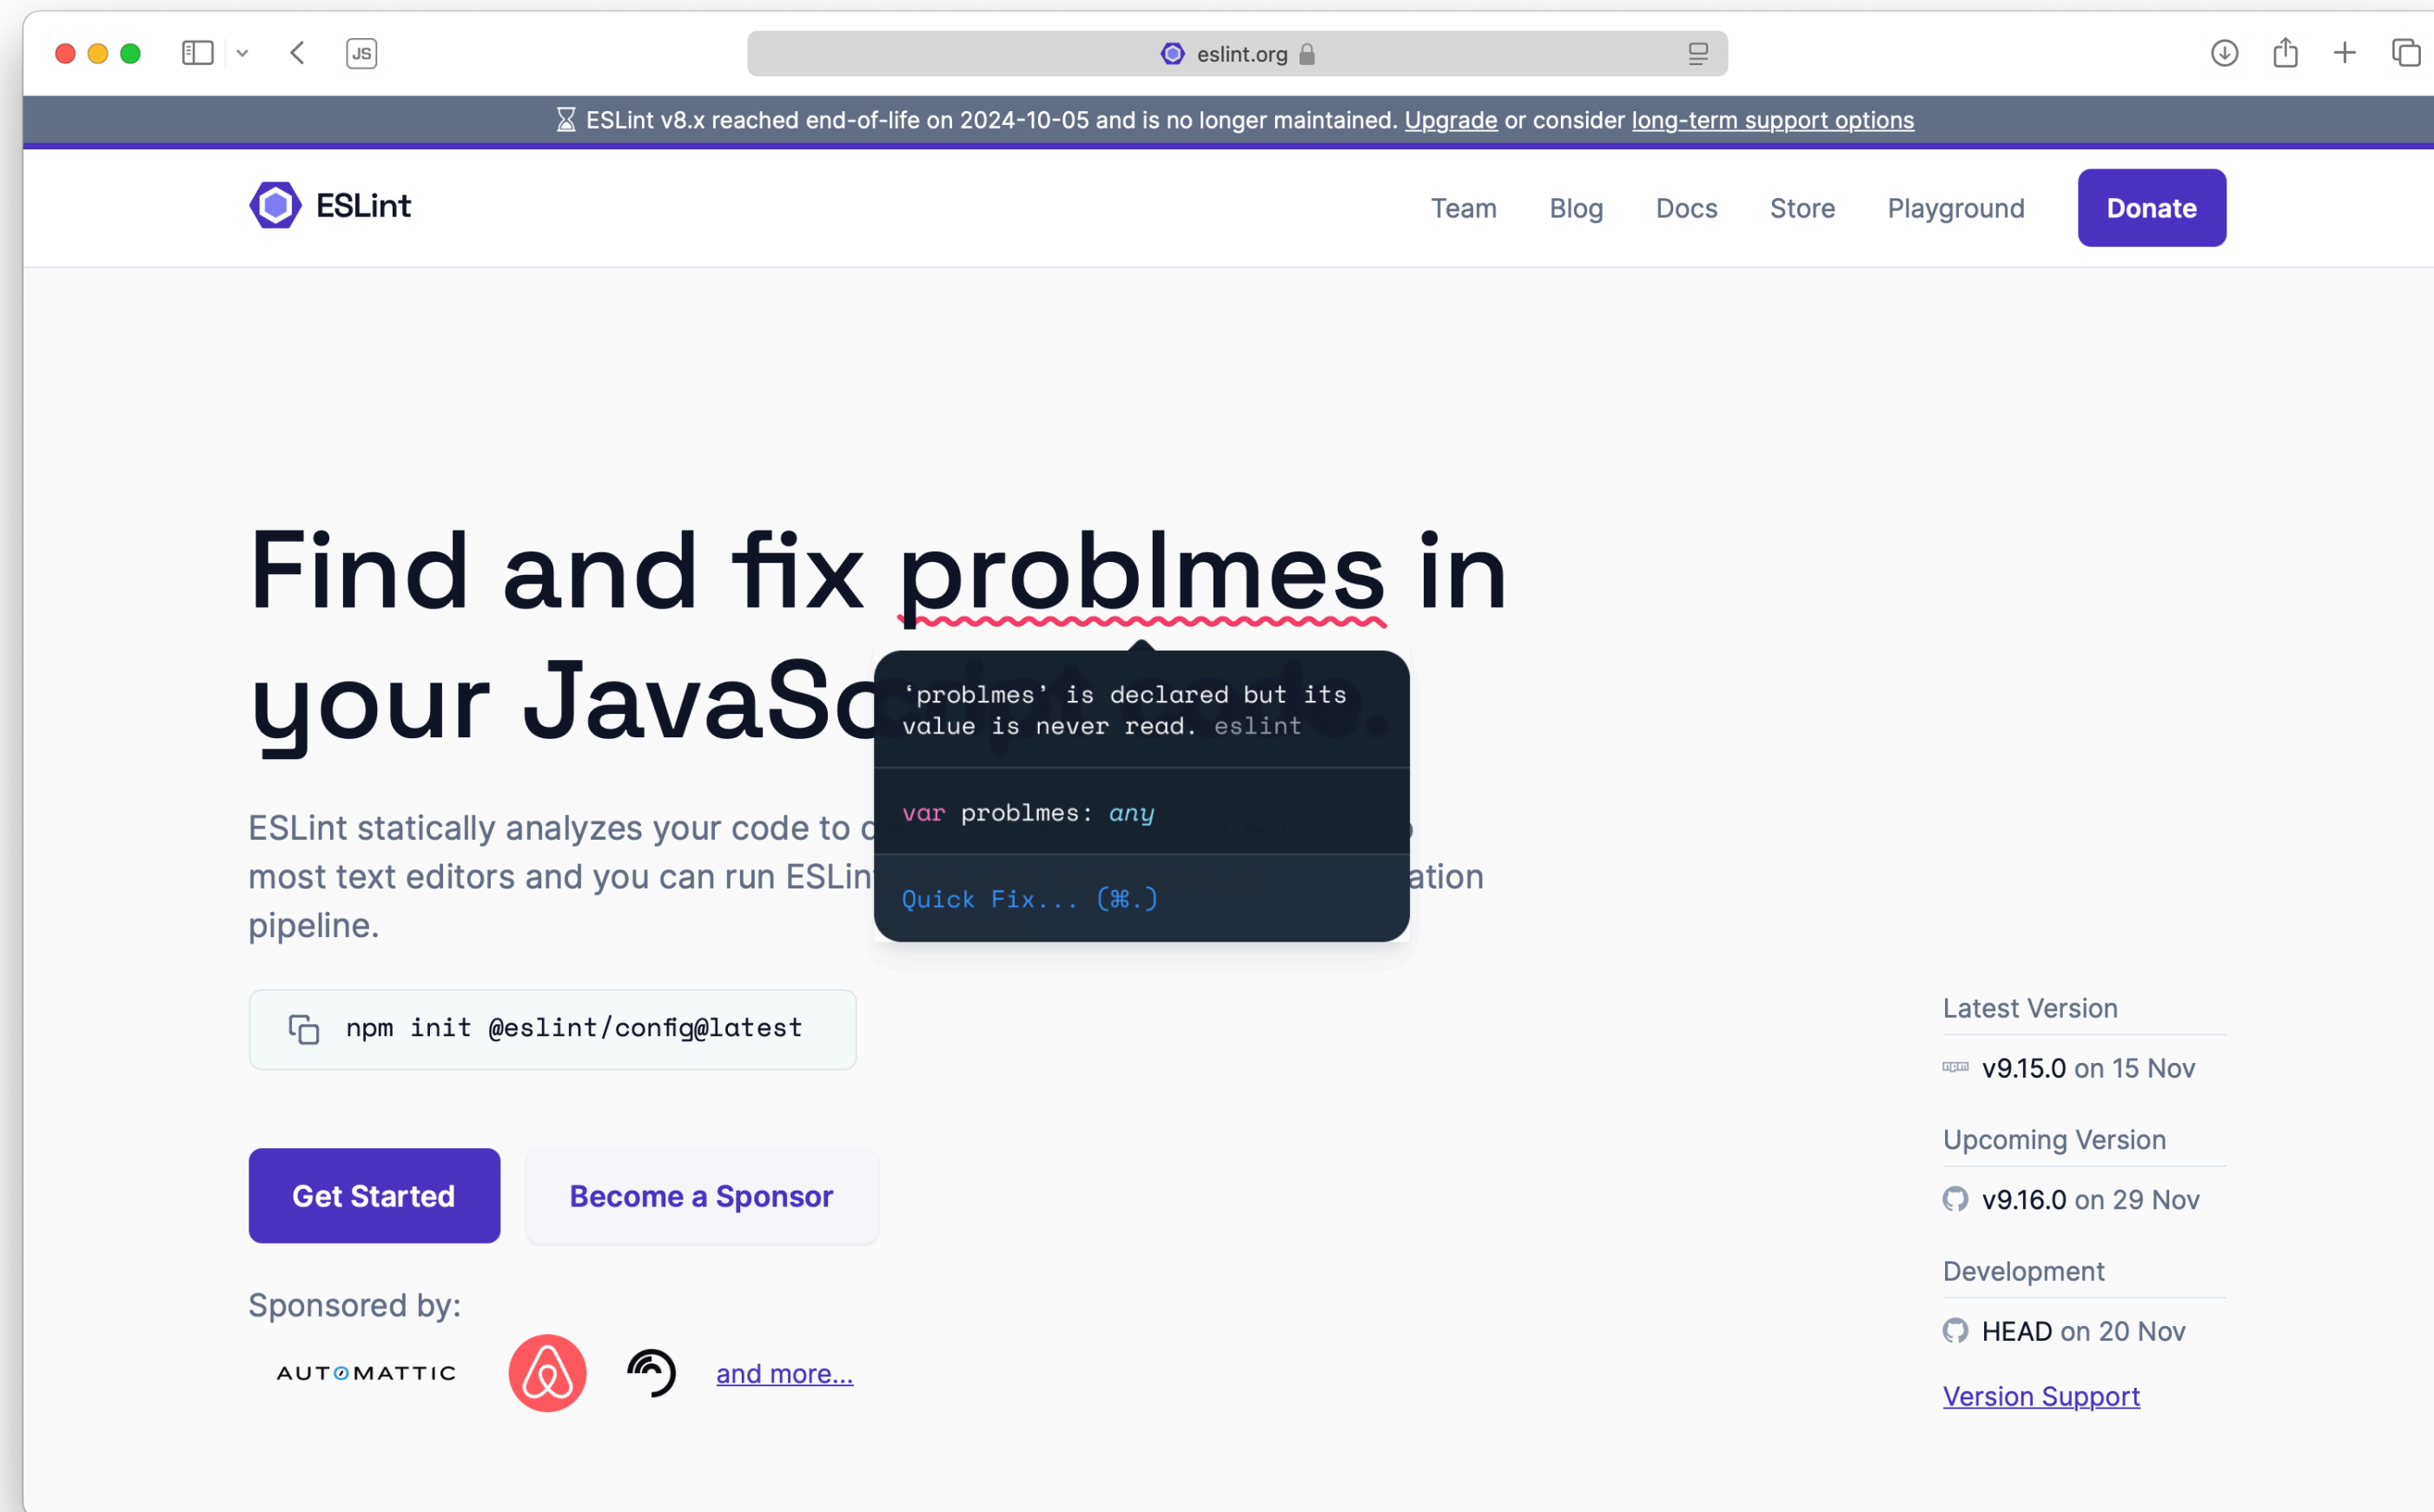 JS
eslint.org
ESLint v8.x reached end-of-life on 2024-10-05 and is no longer maintained. Upgrade or consider long-term support options
ESLint
Team Blog Docs Store Playground Donate
Find and fix problmes in
your JavaSc
‘problmes’ is declared but its
value is never read. eslint
var problmes: any
Quick Fix... (⌘.)
ESLint statically analyzes your code to
most text editors and you can run ESLin
pipeline.
npm init @eslint/config@latest
Get Started
Become a Sponsor
Sponsored by:
AUTOMATTIC
and more...
Latest Version
npm v9.15.0 on 15 Nov
Upcoming Version
v9.16.0 on 29 Nov
Development
HEAD on 20 Nov
Version Support